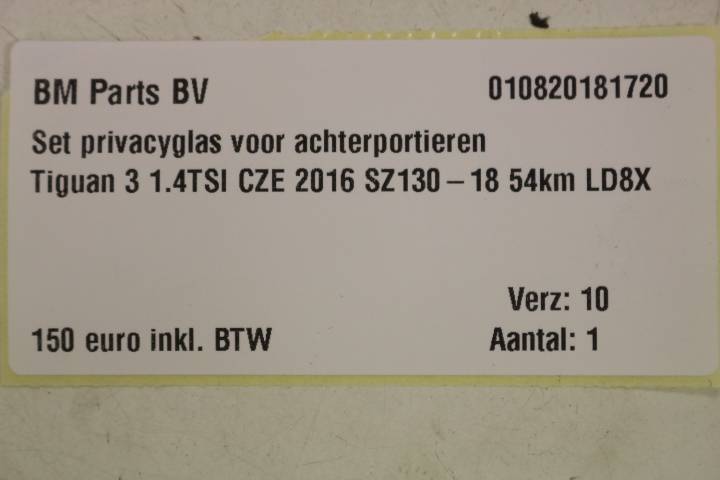 BM Parts BV 010820181720
Set privacyglas voor achterportieren
Tiguan 3 1.4TSI CZE 2016 SZ130 – 18 54km LD8X
Verz: 10
150 euro inkl. BTW Aantal: 1